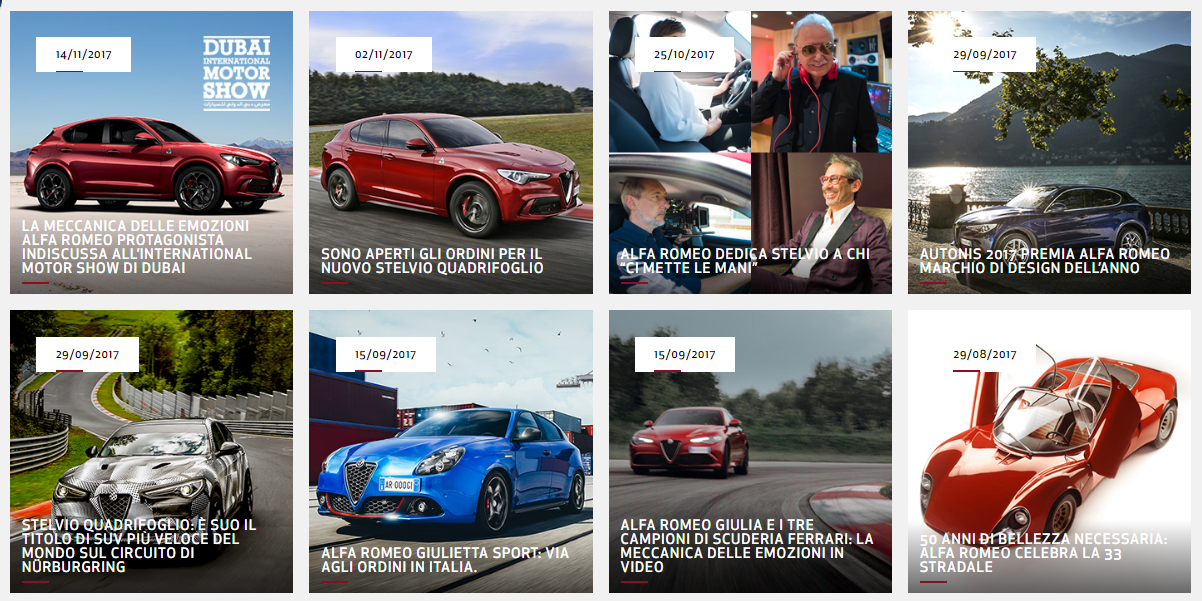 14/11/2017
DUBAI
INTERNATIONAL
MOTOR
SHOW
LA MECCANICA DELLE EMOZIONI
ALFA ROMEO PROTAGONISTA
INDISCUSSA ALL'INTERNATIONAL
MOTOR SHOW DI DUBAI
02/11/2017
SONO APERTI GLI ORDINI PER IL
NUOVO STELVIO QUADRIFOGLIO
25/10/2017
ALFA ROMEO DEDICA STELVIO A CHI
“CI METTE LE MANI”
29/09/2017
AUTONIS 2017 PREMIA ALFA ROMEO
MARCHIO DI DESIGN DELL’ANNO
29/09/2017
STELVIO QUADRIFOGLIO: È SUO IL
TITOLO DI SUV PIÙ VELOCE DEL
MONDO SUL CIRCUITO DI
NÜRBURGRING
15/09/2017
AR 000GI
ALFA ROMEO GIULIETTA SPORT: VIA
AGLI ORDINI IN ITALIA.
15/09/2017
ALFA ROMEO GIULIA E I TRE
CAMPIONI DI SCUDERIA FERRARI: LA
MECCANICA DELLE EMOZIONI IN
VIDEO
29/08/2017
50 ANNI DI BELLEZZA NECESSARIA:
ALFA ROMEO CELEBRA LA 33
STRADALE